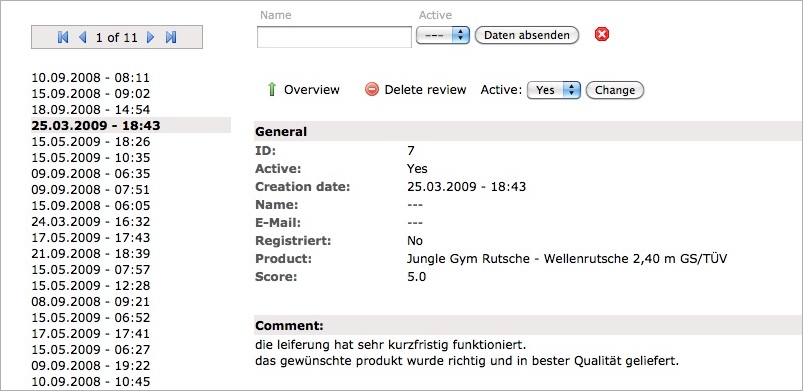 Name Active
1 of 11
--- Daten absenden
Overview Delete review Active: Yes Change
10.09.2008 - 08:11
15.09.2008 - 09:02
18.09.2008 - 14:54
25.03.2009 - 18:43
15.05.2009 - 18:26
15.05.2009 - 10:35
09.09.2008 - 06:35
09.09.2008 - 07:51
15.09.2008 - 06:05
24.03.2009 - 16:32
17.05.2009 - 17:43
21.09.2008 - 18:39
15.05.2009 - 07:57
15.05.2009 - 12:28
08.09.2008 - 09:21
15.05.2009 - 06:52
17.05.2009 - 17:41
15.05.2009 - 06:27
09.09.2008 - 19:22
10.09.2008 - 10:45
General
ID: 7
Active: Yes
Creation date: 25.03.2009 - 18:43
Name: ---
E-Mail: ---
Registriert: No
Product: Jungle Gym Rutsche - Wellenrutsche 2,40 m GS/TÜV
Score: 5.0
Comment:
die leiferung hat sehr kurzfristig funktioniert.
das gewünschte produkt wurde richtig und in bester Qualität geliefert.